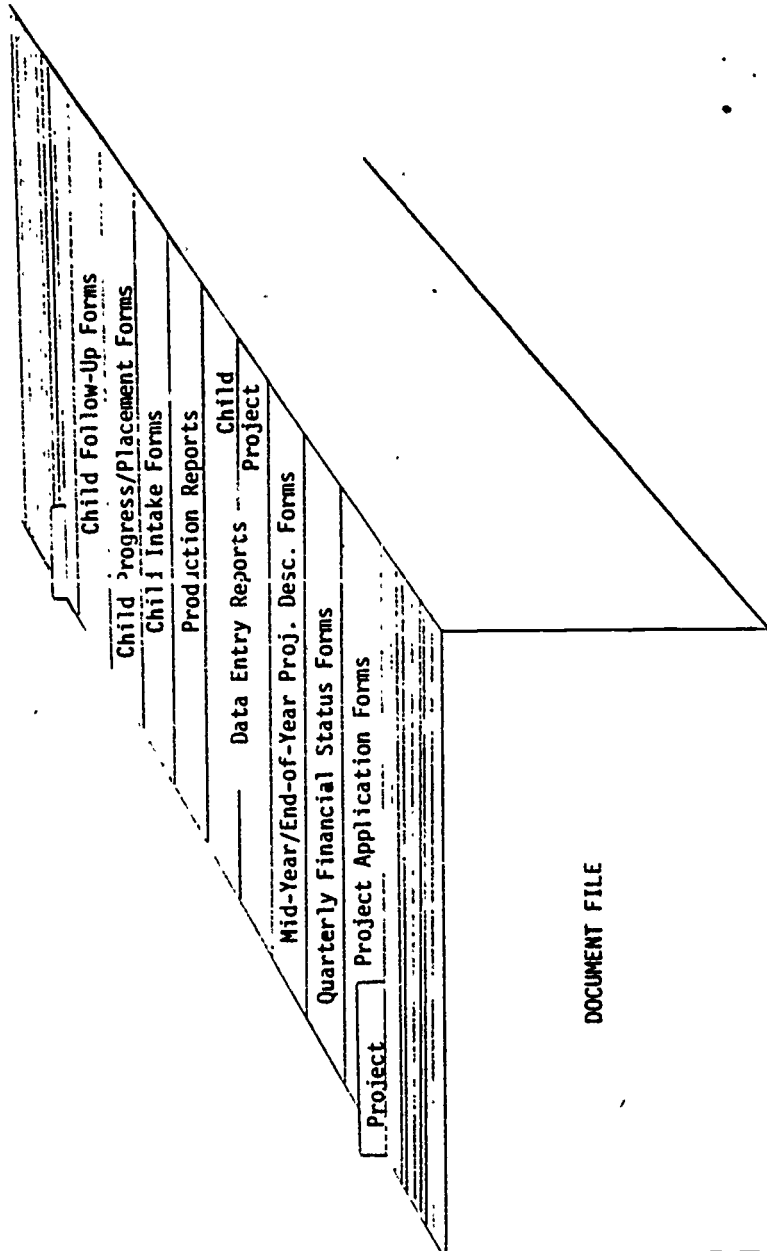 Child Follow-Up Forms
Child Progress/Placement Forms
Child Intake Forms
Production Reports
Data Entry Reports
Child
Project
Mid-Year/End-of-Year Proj. Desc. Forms
Quarterly Financial Status Forms
Project
Project Application Forms
DOCUMENT FILE